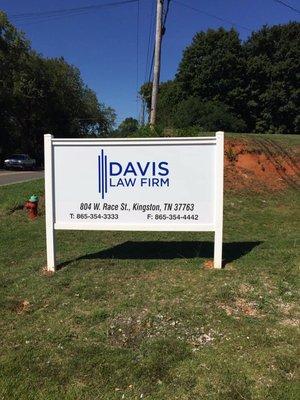 DAVIS
LAW FIRM
804 W. Race St., Kingston, TN 37763
T: 865-354-3333 F: 865-354-4442